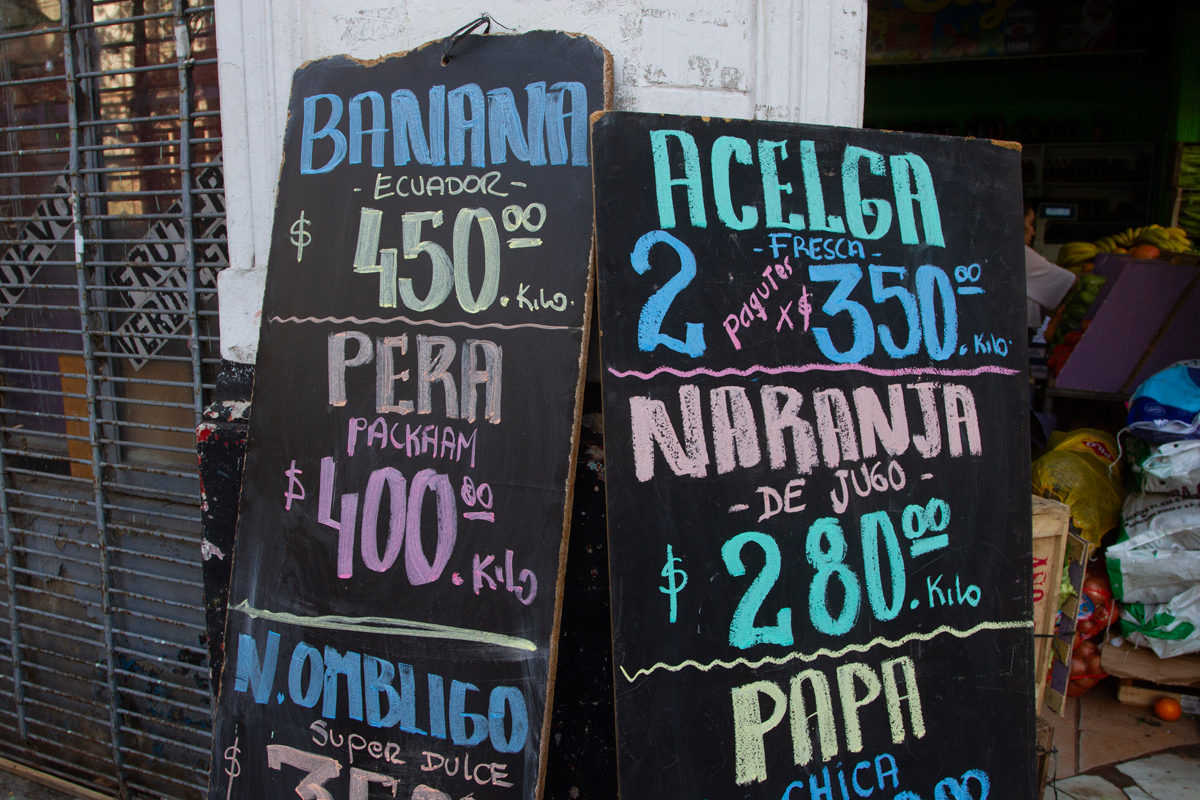 BANANA
- ECUADOR -
$ 450.00 Kilo.
PERA
PACKHAM
$ 400.00 Kilo
N. OMBLIGO
SUPER DULCE
$
ACELGA
- FRESCA -
2 paqutes x $ 350.00 Kilo.
NARANJA
- DE JUGO -
$ 280.00 Kilo
PAPA
CHICA